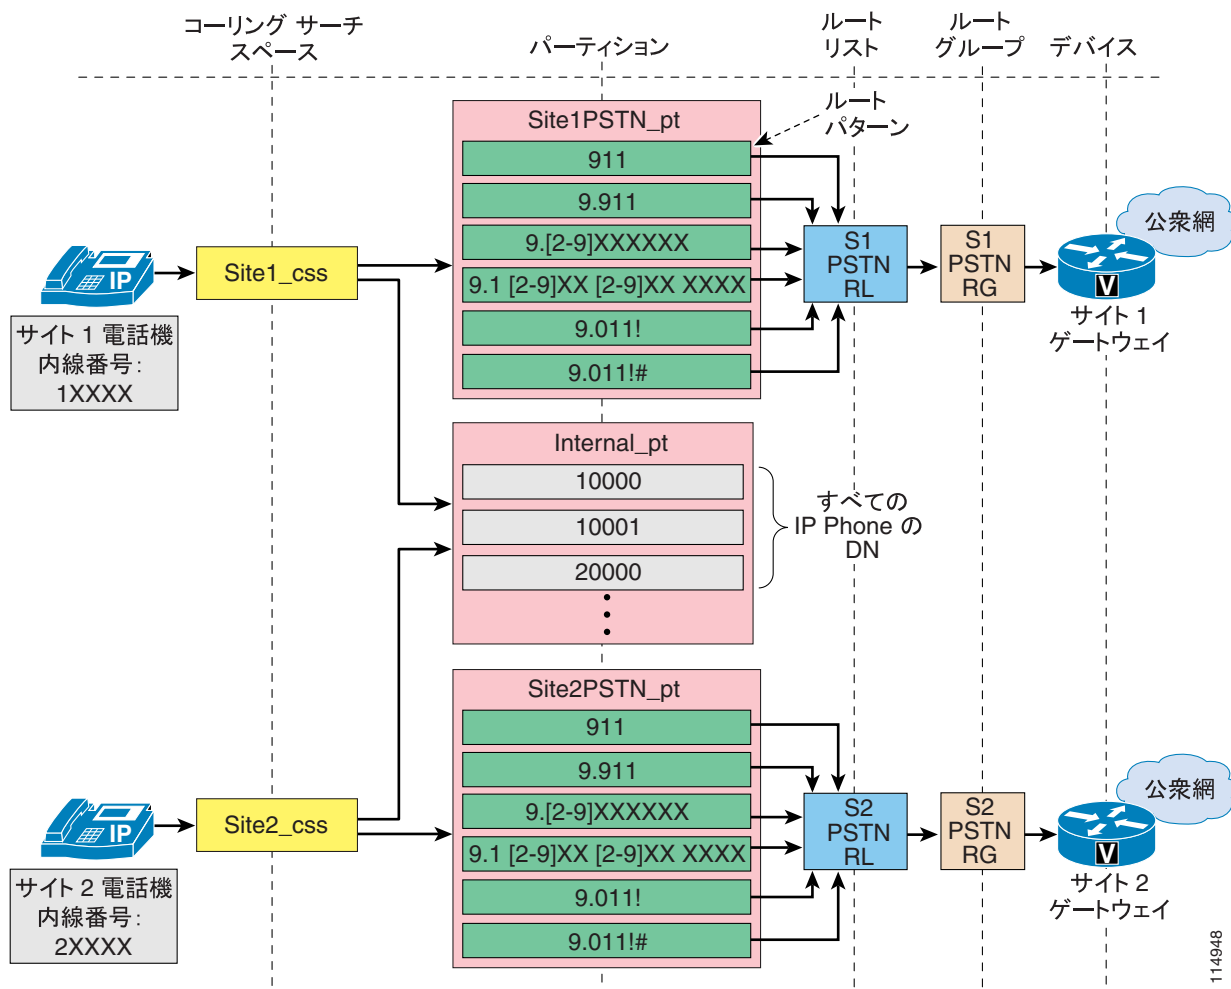 コーリング サーチ
スペース
パーティション
ルート
リスト
ルート
グループ
デバイス
Site1PSTN_pt
ルート
パターン
911
9.911
9.[2-9]XXXXXX
9.1 [2-9]XX [2-9]XX XXXX
9.011!
9.011!#
IP
Site1_css
サイト 1 電話機
内線番号:
1XXXX
S1
PSTN
RL
S1
PSTN
RG
公衆網
V
サイト 1
ゲートウェイ
Internal_pt
10000
10001
20000
すべての
IP Phone の
DN
Site2PSTN_pt
911
9.911
9.[2-9]XXXXXX
9.1 [2-9]XX [2-9]XX XXXX
9.011!
9.011!#
IP
Site2_css
サイト 2 電話機
内線番号:
2XXXX
S2
PSTN
RL
S2
PSTN
RG
公衆網
V
サイト 2
ゲートウェイ
114948